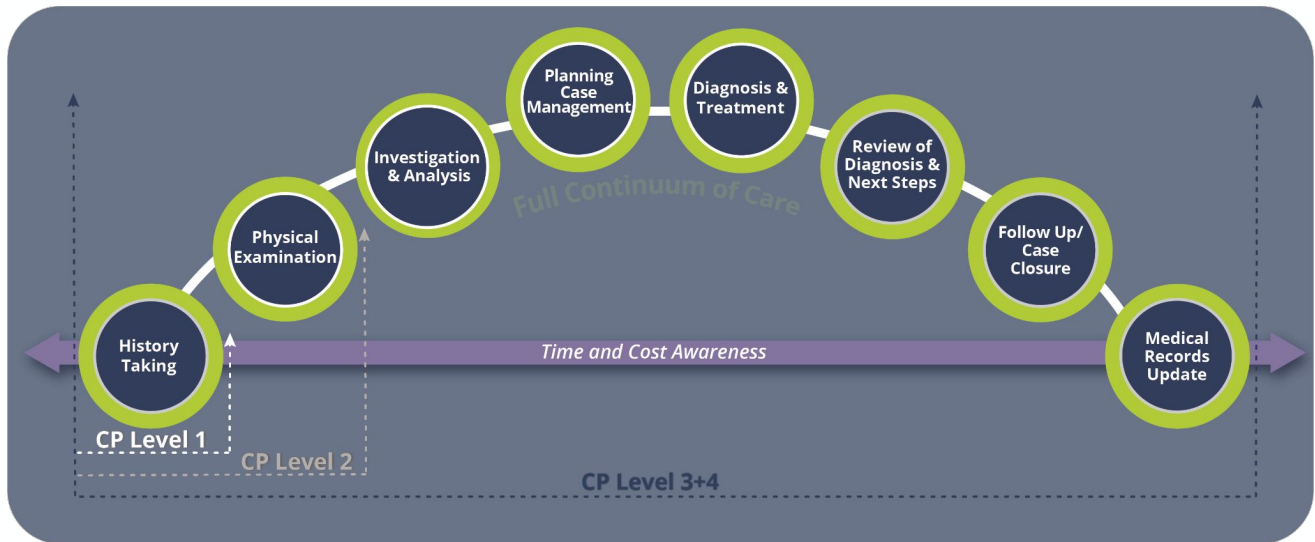 History
Taking
Physical
Examination
Investigation
& Analysis
Planning
Case
Management
Diagnosis &
Treatment
Review of
Diagnosis &
Next Steps
Follow Up/
Case
Closure
Medical
Records
Update
Full Continuum of Care
Time and Cost Awareness
CP Level 1
CP Level 2
CP Level 3+4